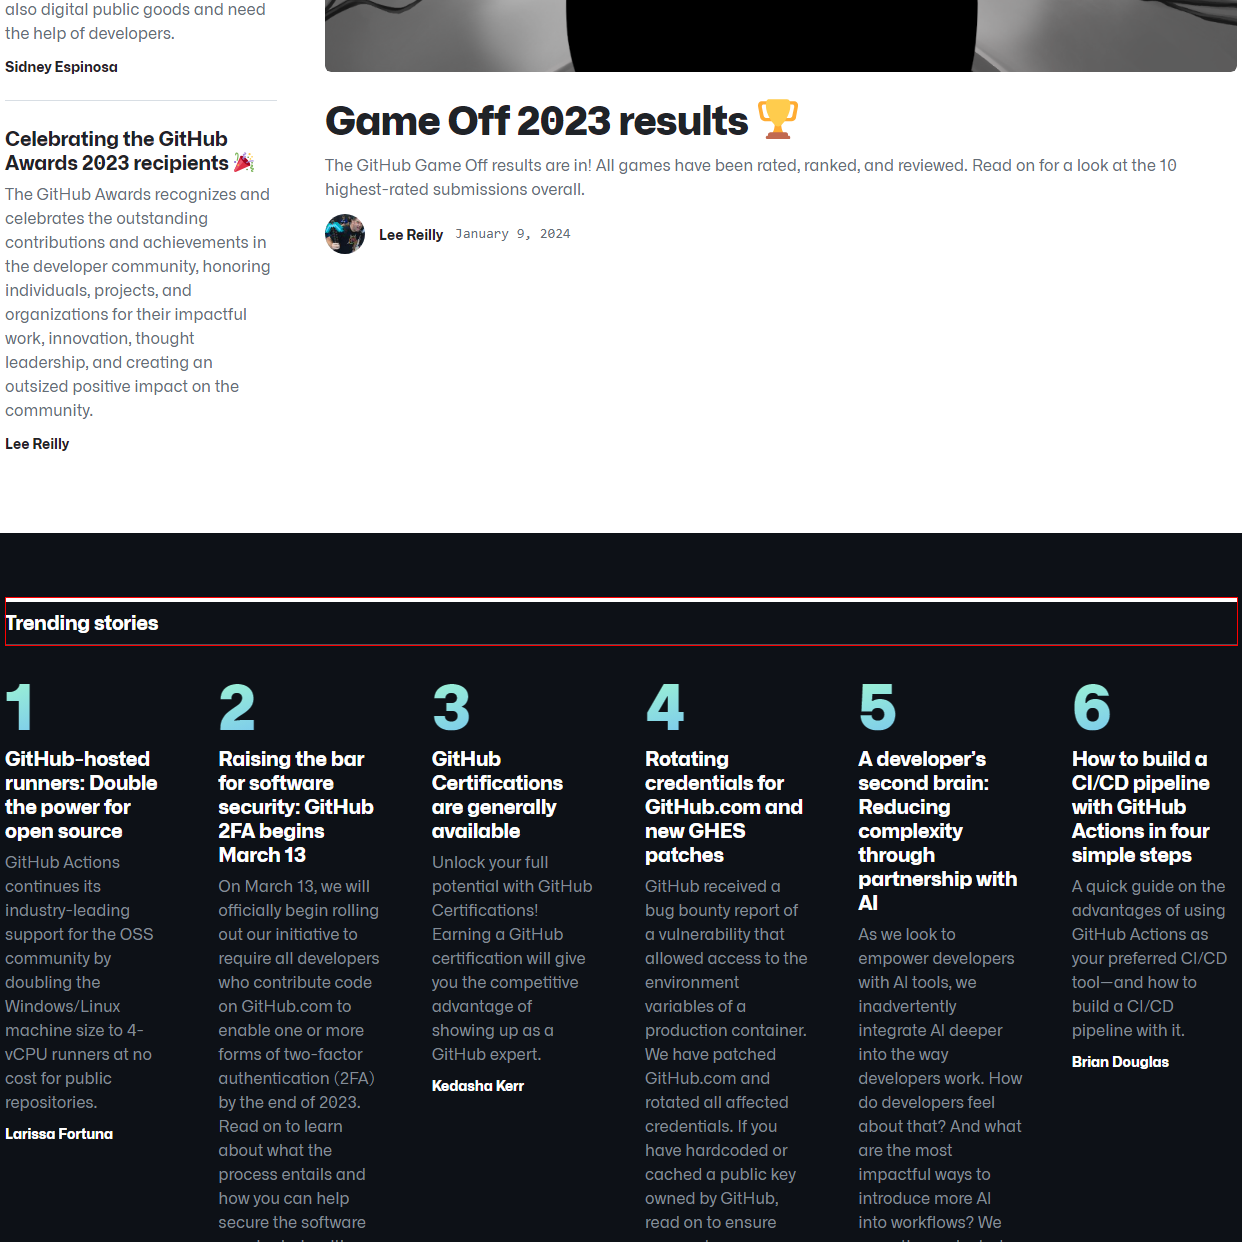 also digital public goods and need
the help of developers.
Sidney Espinosa
Celebrating the GitHub
Awards 2023 recipients 🎉
The GitHub Awards recognizes and
celebrates the outstanding
contributions and achievements in
the developer community, honoring
individuals, projects, and
organizations for their impactful
work, innovation, thought
leadership, and creating an
outsized positive impact on the
community.
Lee Reilly
Game Off 2023 results 🏆
The GitHub Game Off results are in! All games have been rated, ranked, and reviewed. Read on for a look at the 10
highest-rated submissions overall.
Lee Reilly January 9, 2024
Trending stories
1
GitHub-hosted
runners: Double
the power for
open source
GitHub Actions
continues its
industry-leading
support for the OSS
community by
doubling the
Windows/Linux
machine size to 4-
vCPU runners at no
cost for public
repositories.
Larissa Fortuna
2
Raising the bar
for software
security: GitHub
2FA begins
March 13
On March 13, we will
officially begin rolling
out our initiative to
require all developers
who contribute code
on GitHub.com to
enable one or more
forms of two-factor
authentication (2FA)
by the end of 2023.
Read on to learn
about what the
process entails and
how you can help
secure the software
3
GitHub
Certifications
are generally
available
Unlock your full
potential with GitHub
Certifications!
Earning a GitHub
certification will give
you the competitive
advantage of
showing up as a
GitHub expert.
Kedasha Kerr
4
Rotating
credentials for
GitHub.com and
new GHES
patches
GitHub received a
bug bounty report of
a vulnerability that
allowed access to the
environment
variables of a
production container.
We have patched
GitHub.com and
rotated all affected
credentials. If you
have hardcoded or
cached a public key
owned by GitHub,
read on to ensure
5
A developer’s
second brain:
Reducing
complexity
through
partnership with
AI
As we look to
empower developers
with AI tools, we
inadvertently
integrate AI deeper
into the way
developers work. How
do developers feel
about that? And what
are the most
impactful ways to
introduce more AI
into workflows? We
6
How to build a
CI/CD pipeline
with GitHub
Actions in four
simple steps
A quick guide on the
advantages of using
GitHub Actions as
your preferred CI/CD
tool—and how to
build a CI/CD
pipeline with it.
Brian Douglas